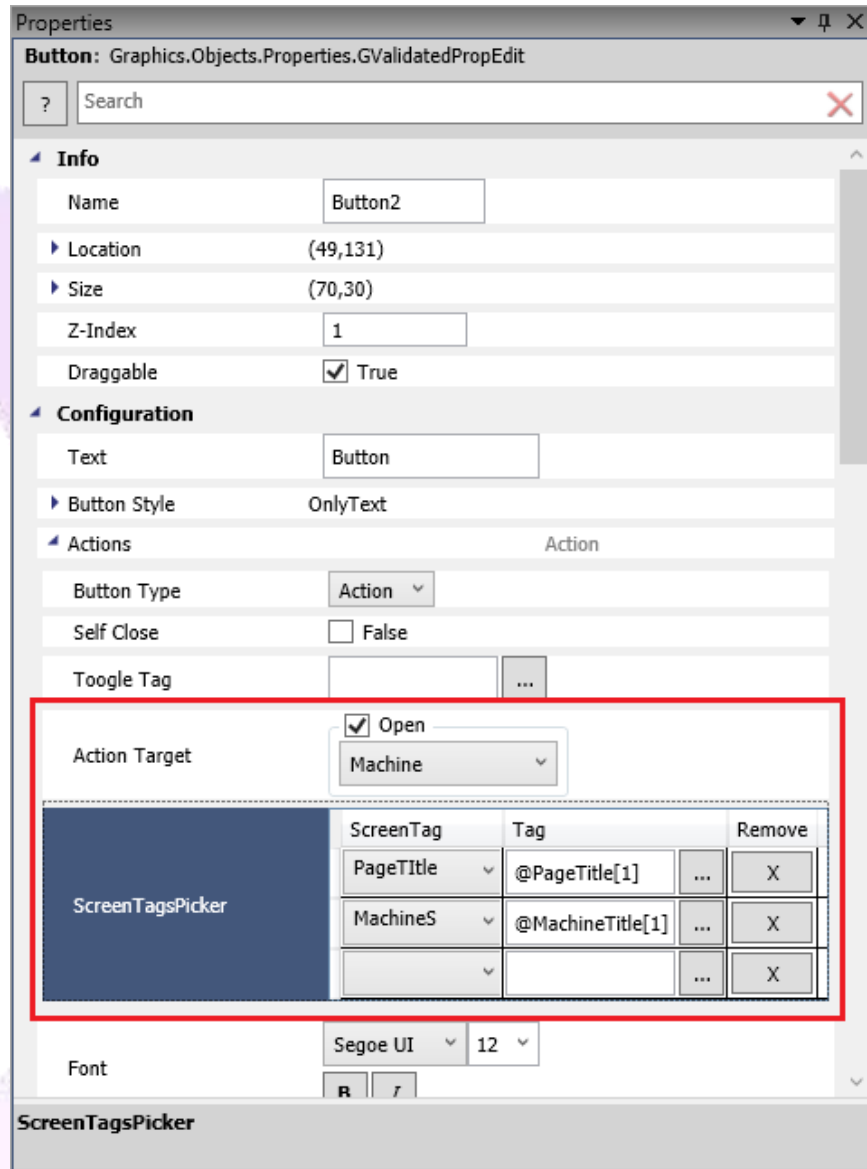 Properties
Button: Graphics.Objects.Properties.GValidatedPropEdit
? Search
Info
Name Button2
Location (49,131)
Size (70,30)
Z-Index 1
Draggable True
Configuration
Text Button
Button Style OnlyText
Actions Action
Button Type Action
Self Close False
Toogle Tag ...
Open
Action Target Machine
ScreenTag Tag Remove
PageTItle @PageTitle[1] ... X
ScreenTagsPicker MachineS @MachineTitle[1] ... X
... X
Font Segoe UI 12
B I
ScreenTagsPicker